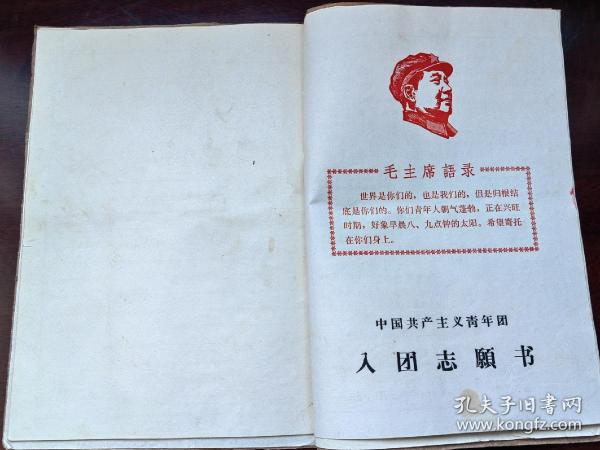 毛主席語录
世界是你们的，也是我们的，但是归根结
底是你们的。你们青年人朝气蓬勃，正在兴旺
时期，好象早晨八、九点钟的太阳。希望寄托
在你们身上。
中国共产主义靑年团
入团志願书
孔夫子旧书网